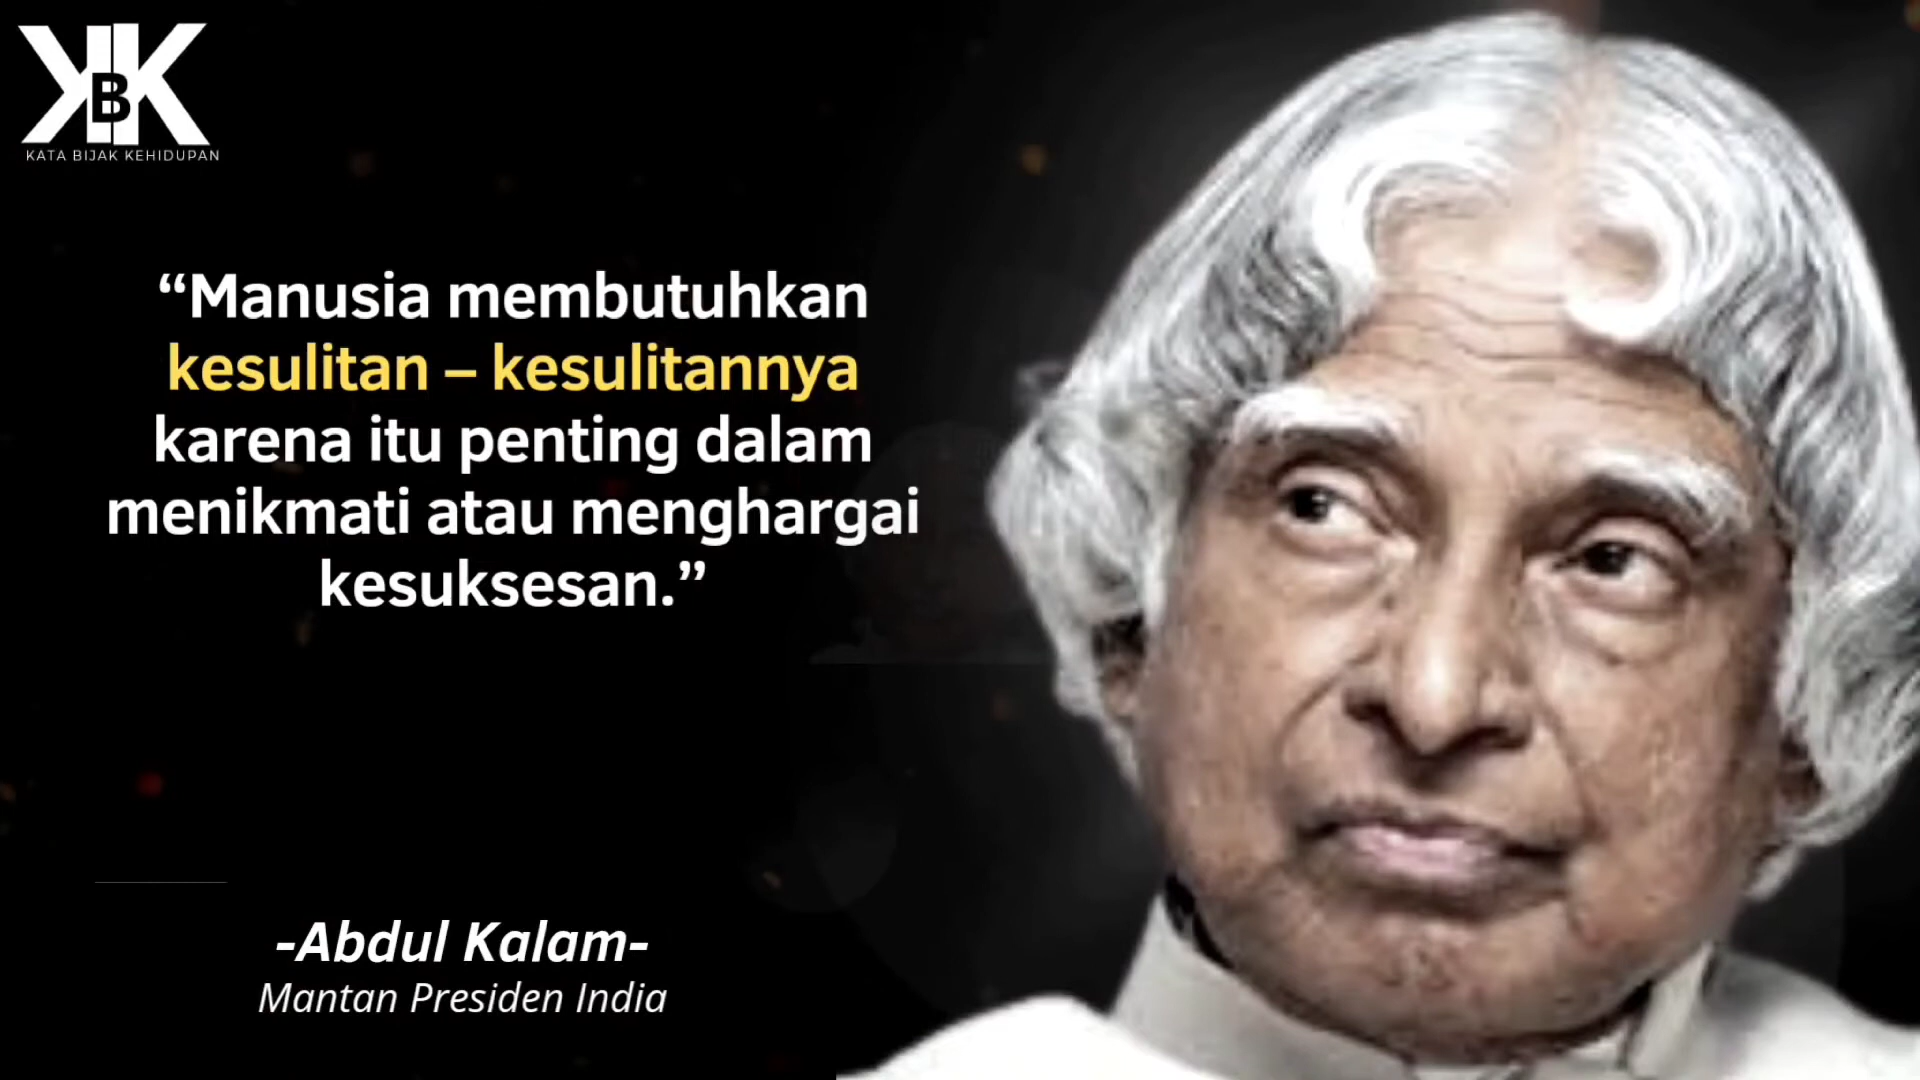 KBK
KATA BIJAK KEHIDUPAN
“Manusia membutuhkan
kesulitan – kesulitannya
karena itu penting dalam
menikmati atau menghargai
kesuksesan.”
-Abdul Kalam-
Mantan Presiden India